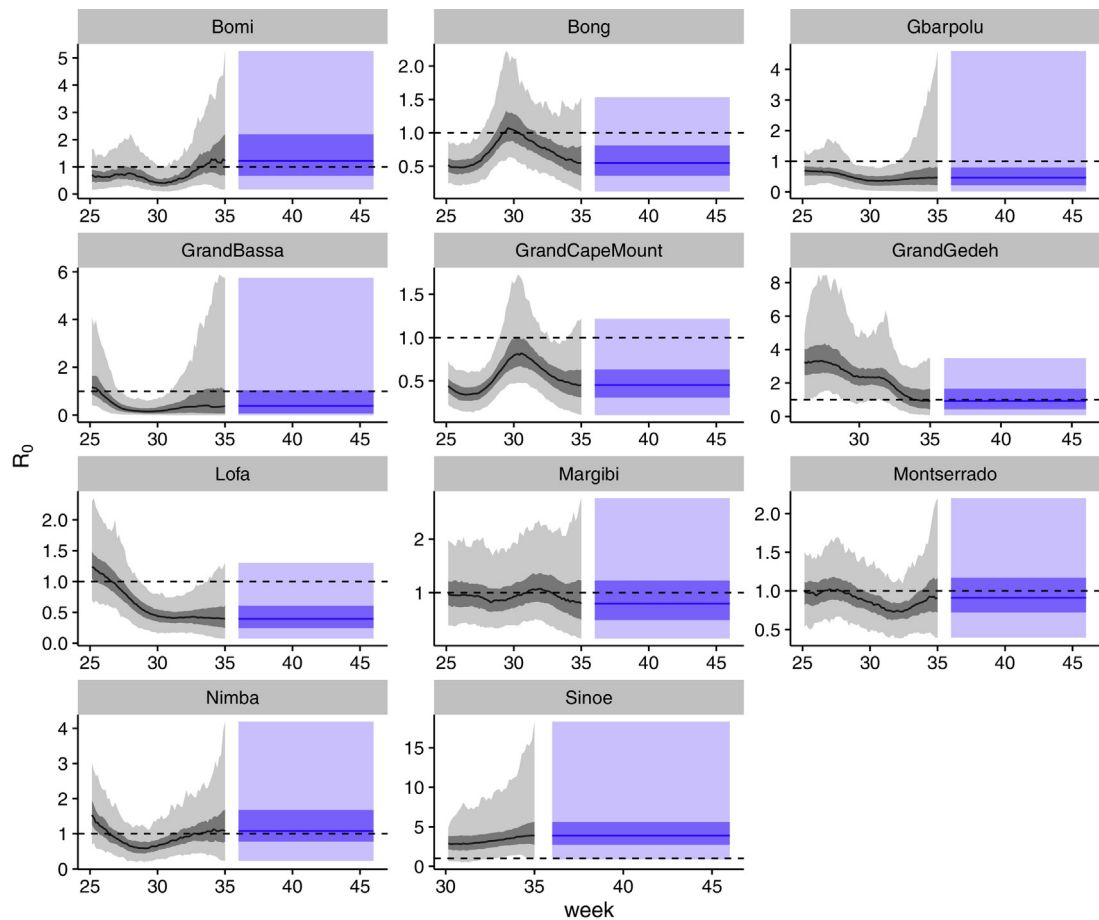 Bomi Bong Gbarpolu
5 4 3 2 1 0
2.0 1.5 1.0 0.5
4 3 2 1 0
25 30 35 40 45 25 30 35 40 45 25 30 35 40 45
GrandBassa GrandCapeMount GrandGedeh
6 4 2 0
1.5 1.0 0.5
8 6 4 2 0
25 30 35 40 45 25 30 35 40 45 30 35 40 45
R0
Lofa Margibi Montserrado
2.0 1.5 1.0 0.5 0.0
2 1
2.0 1.5 1.0 0.5
25 30 35 40 45 25 30 35 40 45 25 30 35 40 45
Nimba Sinoe
4 3 2 1 0
15 10 5 0
25 30 35 40 45 30 35 40 45
week